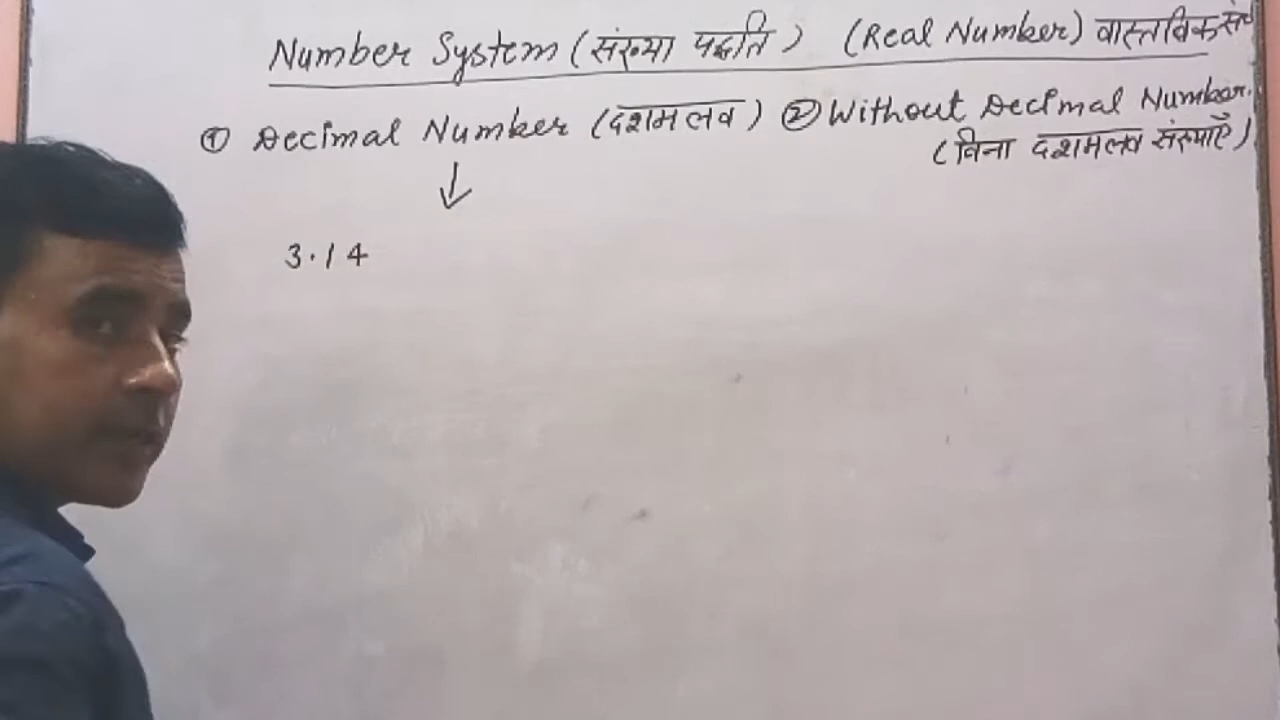 Number System (संख्या पद्धति) (Real Number) वास्तविक
① Decimal Number (दशमलव) ② Without Decimal Number.
(बिना दशमलव संख्याएँ)
↓
3.14